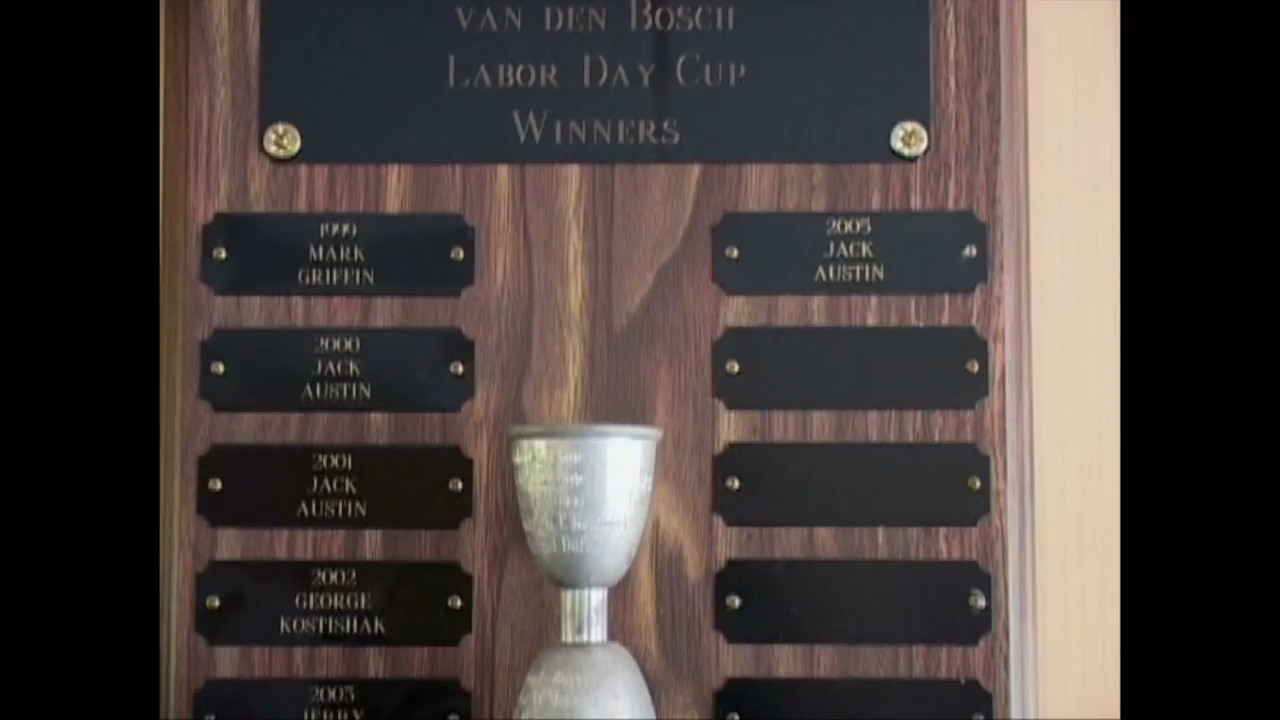 VAN DEN BOSCH
LABOR DAY CUP
WINNERS
1999
MARK
GRIFFIN
2000
JACK
AUSTIN
2001
JACK
AUSTIN
2002
GEORGE
KOSTISHAK
2003
JERRY
2005
JACK
AUSTIN